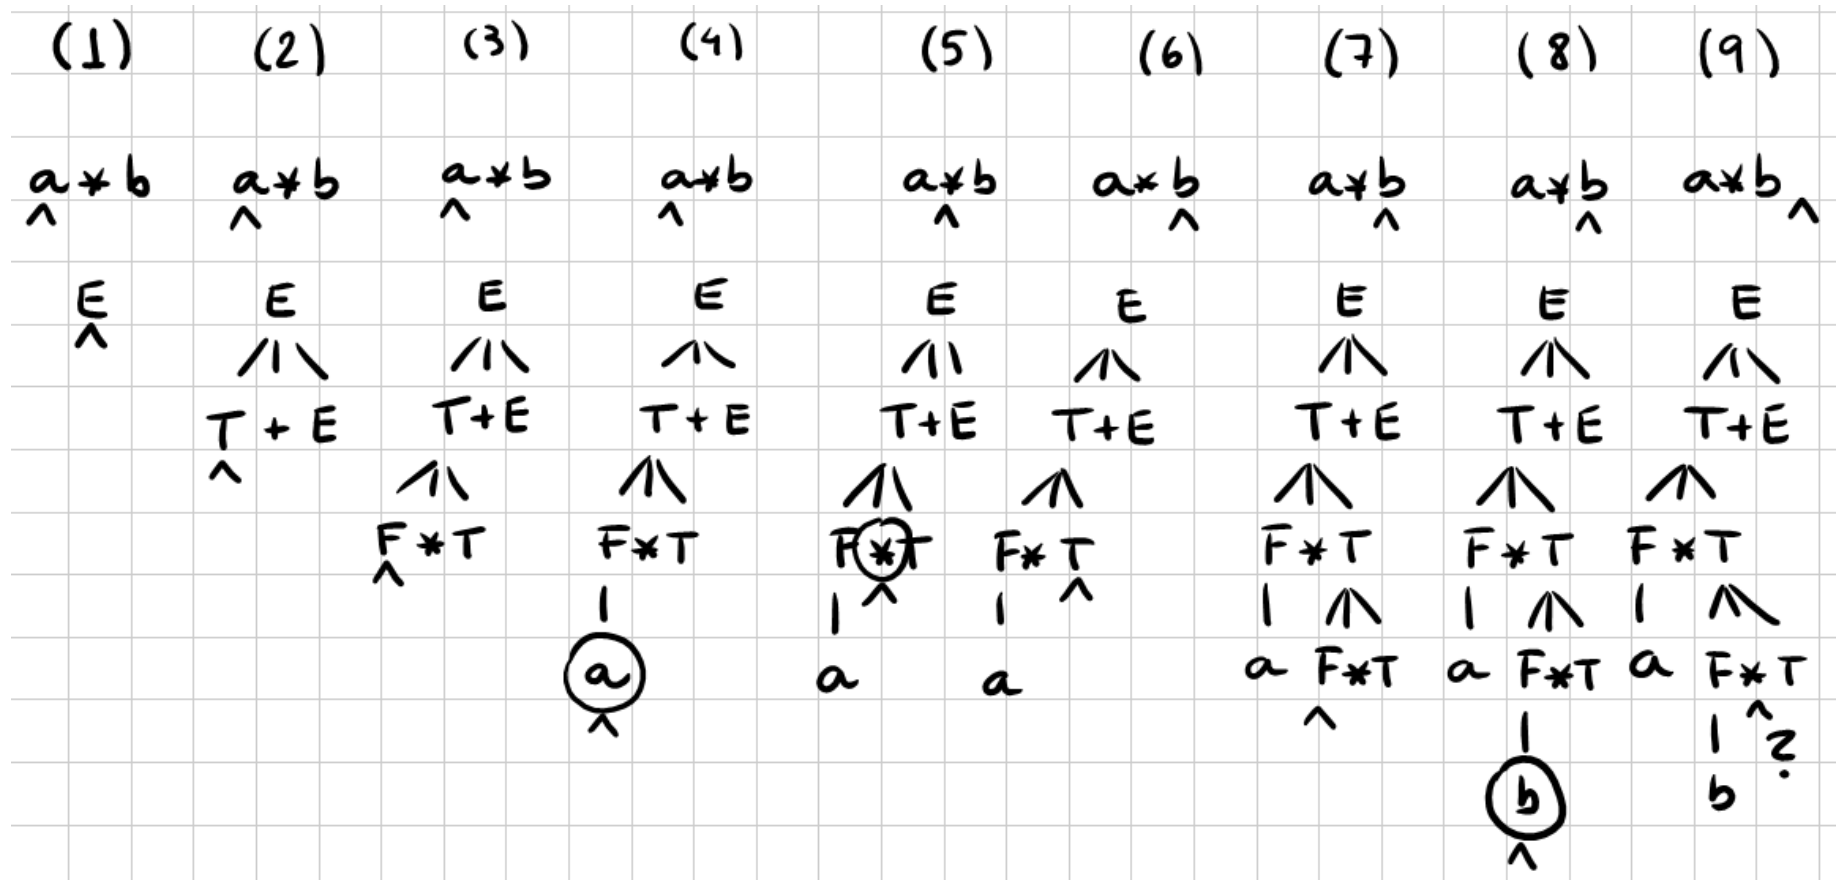 (1) (2) (3) (4) (5) (6) (7) (8) (9)
a * b a * b a * b a * b a * b a * b a * b a * b a * b
^ ^ ^ ^ ^ ^ ^ ^ ^
E E E E E E E E E
^
T + E T + E T + E T + E T + E T + E T + E T + E
^
F * T F * T F * T F * T F * T F * T F * T
^ ^ ^
a a a a F * T a F * T a F * T
^ ^ ^ ?
b b
^